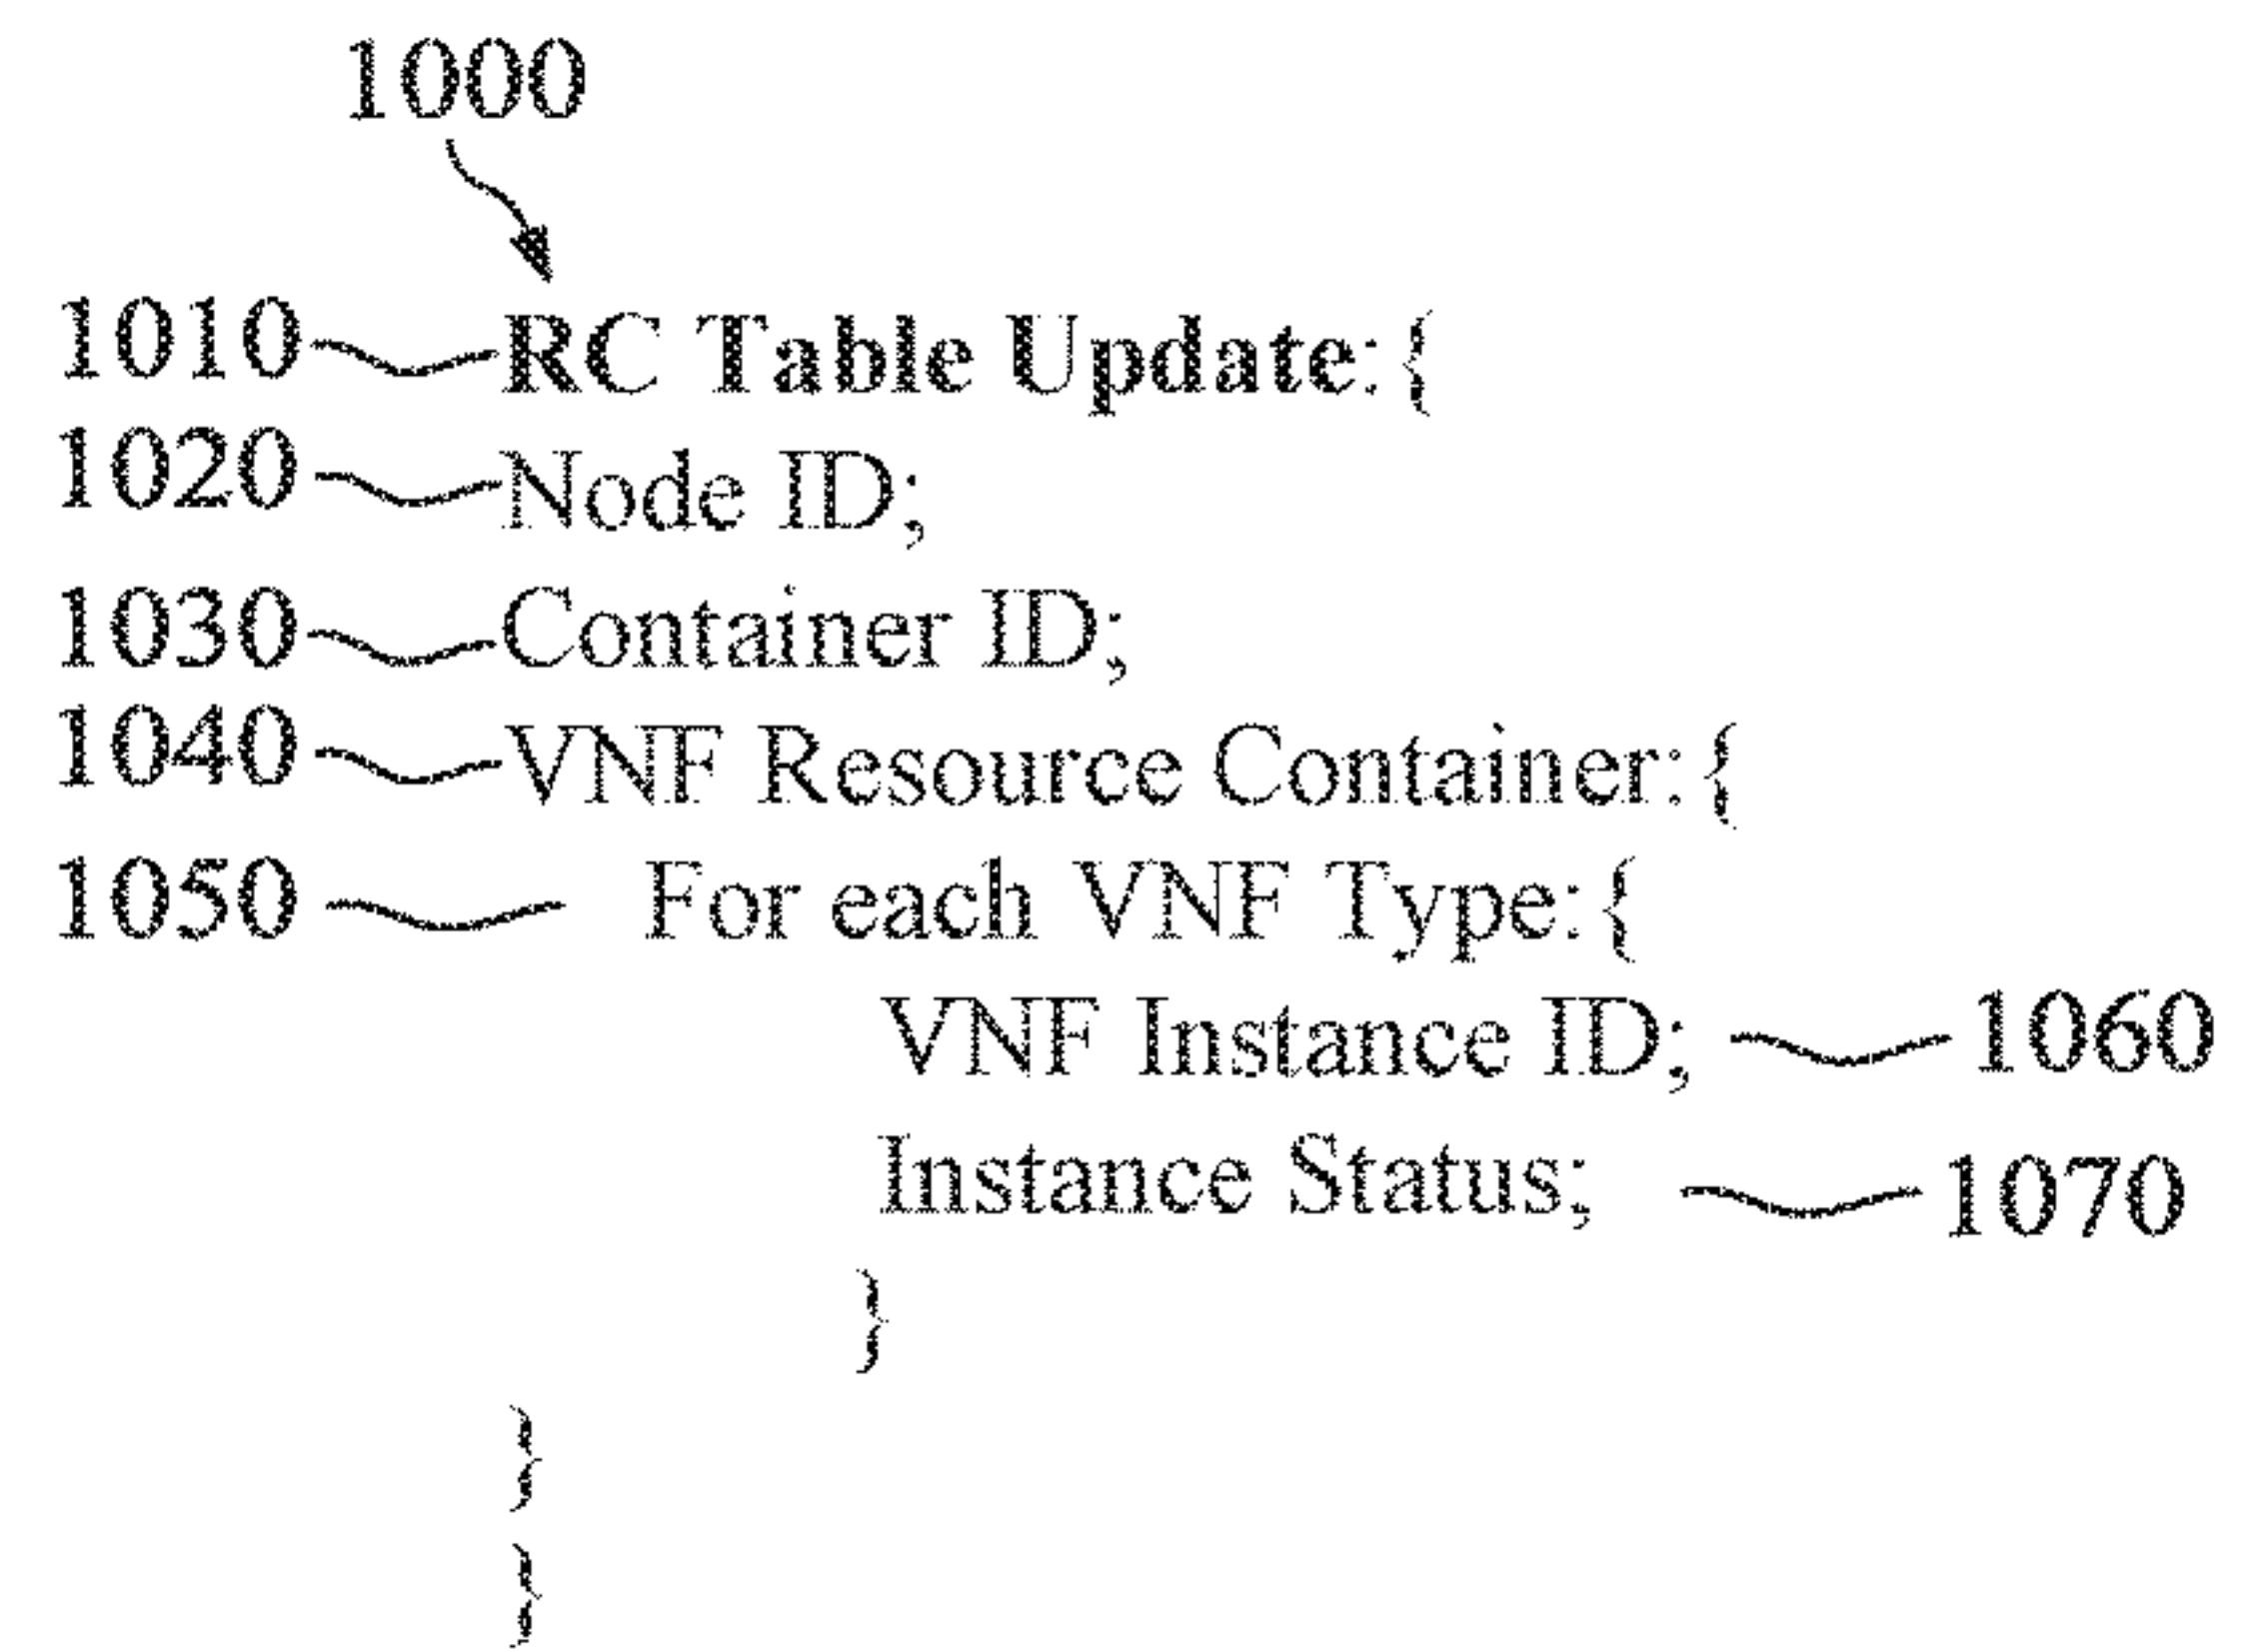 1000
1010 RC Table Update:{
1020 Node ID;
1030 Container ID;
1040 VNF Resource Container:{
1050 For each VNF Type:{
VNF Instance ID; 1060
Instance Status; 1070
}
}
}